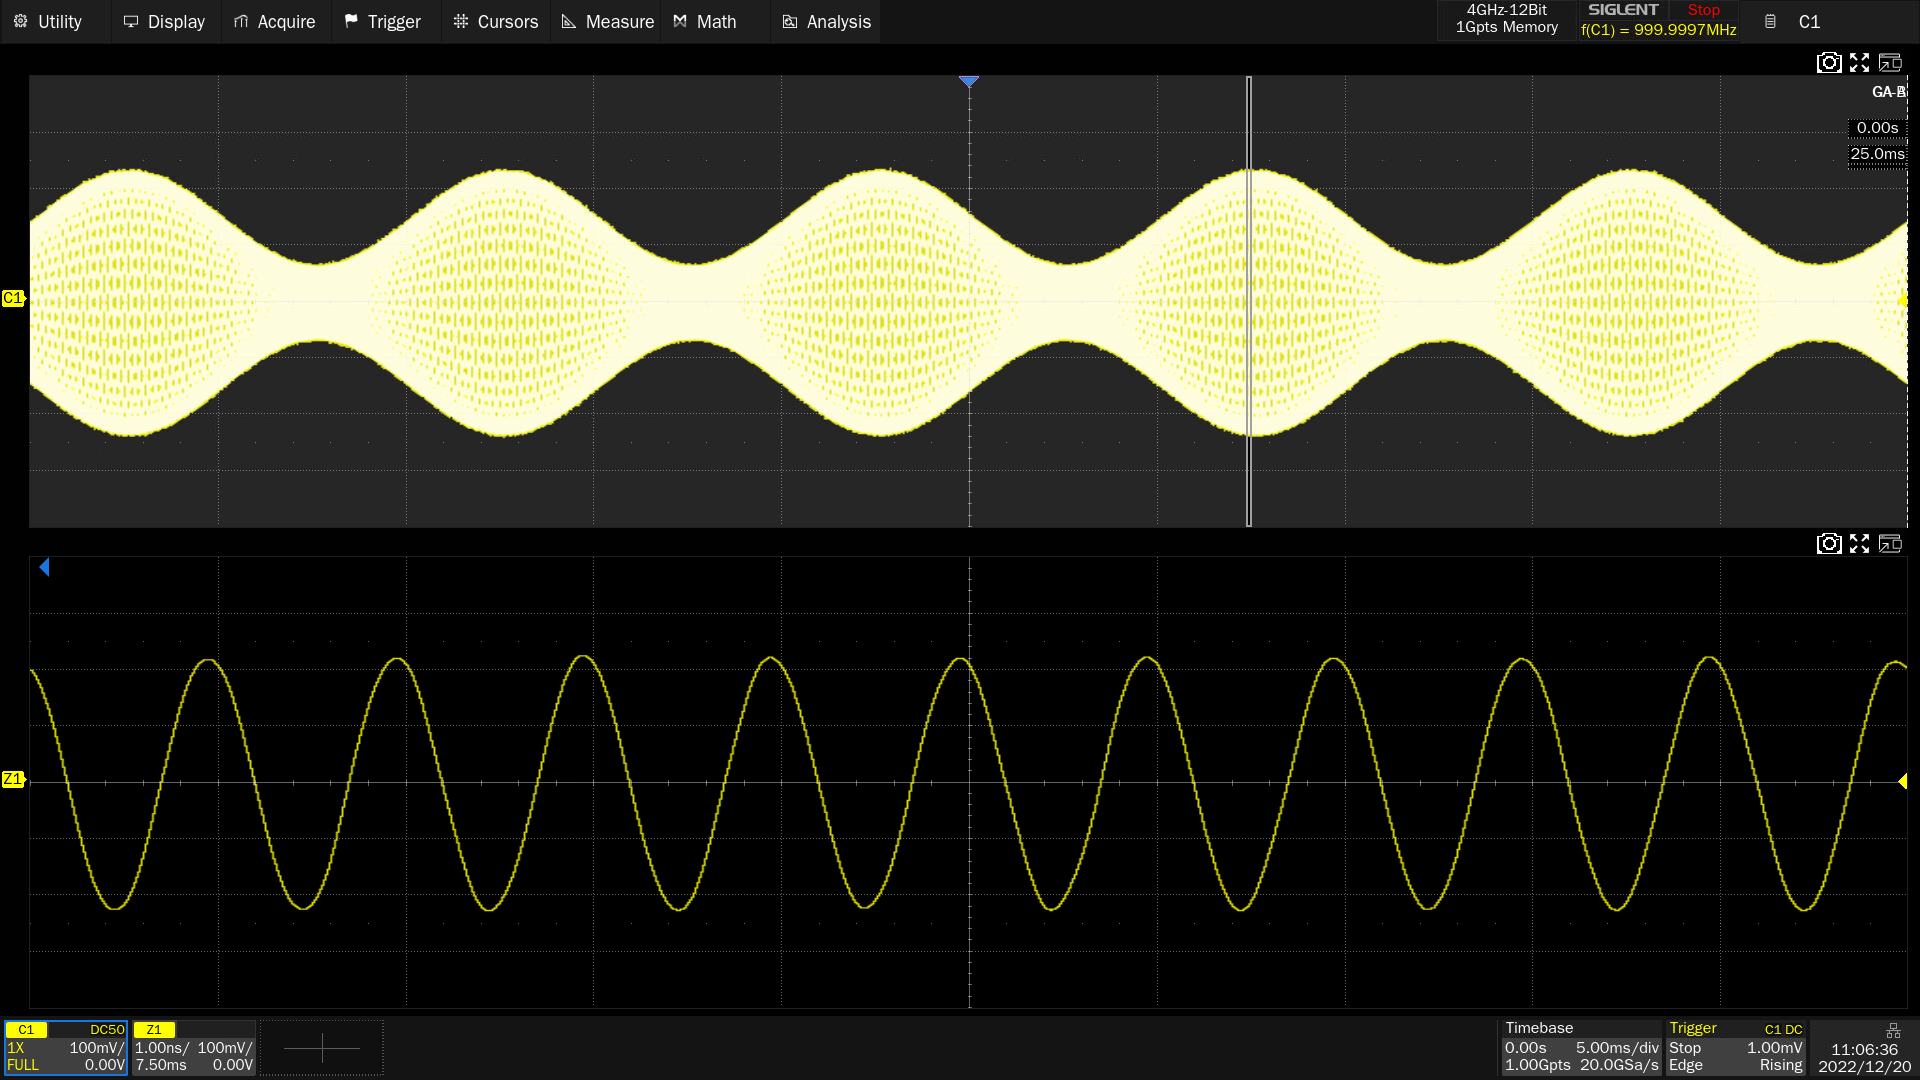 Utility Display Acquire Trigger Cursors Measure Math Analysis
4GHz-12Bit
1Gpts Memory
SIGLENT Stop
f(C1) = 999.9997MHz
C1
0.00s
25.0ms
C1
Z1
C1 DC50
1X 100mV/
FULL 0.00V
Z1
1.00ns/ 100mV/
7.50ms 0.00V
Timebase
0.00s 5.00ms/div
1.00Gpts 20.0GSa/s
Trigger C1 DC
Stop 1.00mV
Edge Rising
11:06:36
2022/12/20